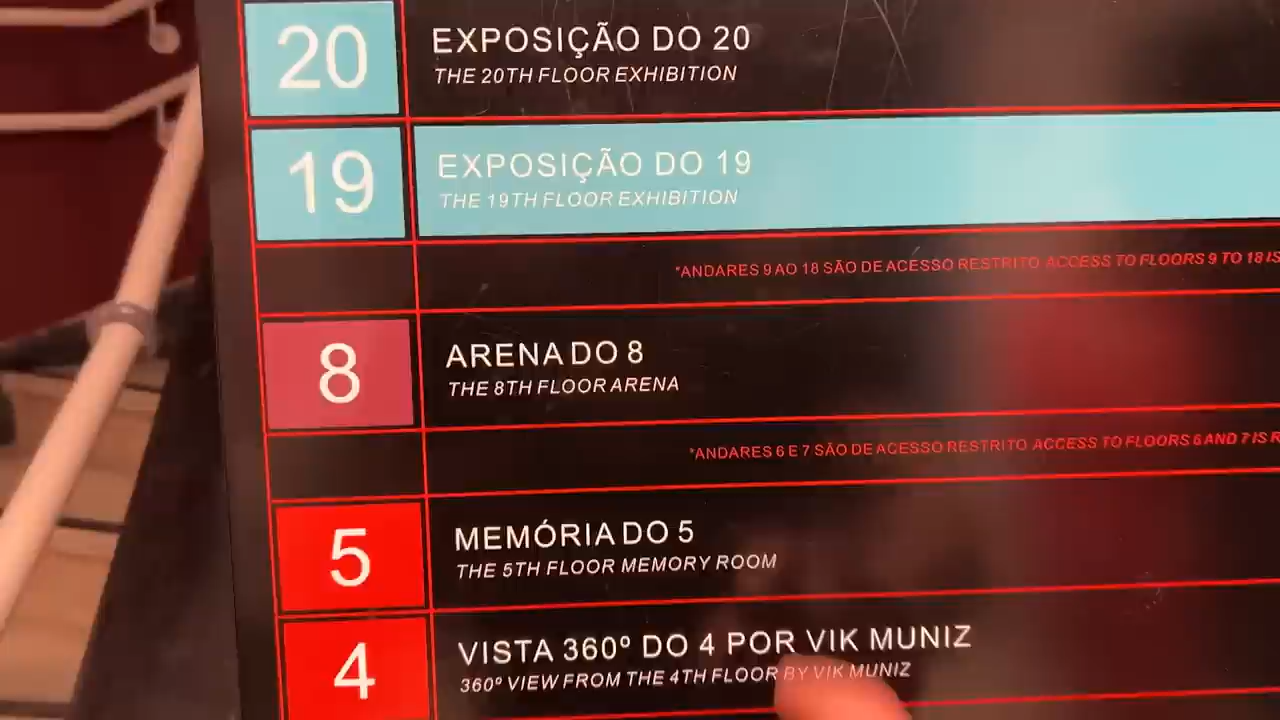 20
EXPOSIÇÃO DO 20
THE 20TH FLOOR EXHIBITION
19
EXPOSIÇÃO DO 19
THE 19TH FLOOR EXHIBITION
*ANDARES 9 AO 18 SÃO DE ACESSO RESTRITO ACCESS TO FLOORS 9 TO 18 IS
8
ARENA DO 8
THE 8TH FLOOR ARENA
*ANDARES 6 E 7 SÃO DE ACESSO RESTRITO ACCESS TO FLOORS 6 AND 7 IS
5
MEMÓRIA DO 5
THE 5TH FLOOR MEMORY ROOM
4
VISTA 360º DO 4 POR VIK MUNIZ
360º VIEW FROM THE 4TH FLOOR BY VIK MUNIZ